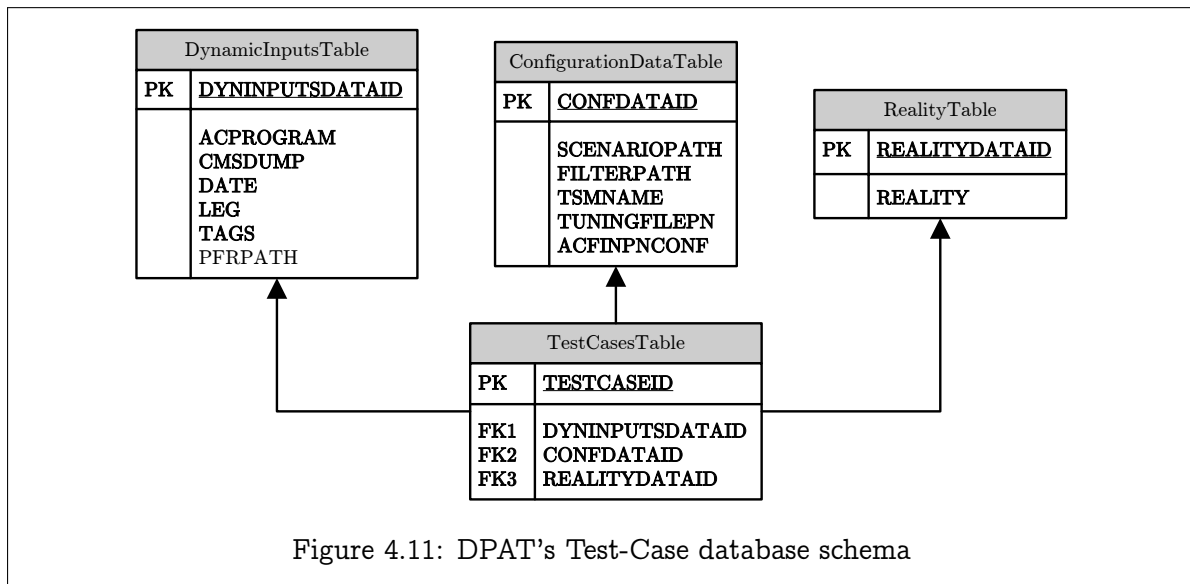 DynamicInputsTable
PK DYNINPUTSDATAID
ACPROGRAM
CMSDUMP
DATE
LEG
TAGS
PFRPATH
ConfigurationDataTable
PK CONFDATAID
SCENARIOPATH
FILTERPATH
TSMNAME
TUNINGFILEPN
ACFINPNCONF
RealityTable
PK REALITYDATAID
REALITY
TestCasesTable
PK TESTCASEID
FK1 DYNINPUTSDATAID
FK2 CONFDATAID
FK3 REALITYDATAID
Figure 4.11: DPAT's Test-Case database schema